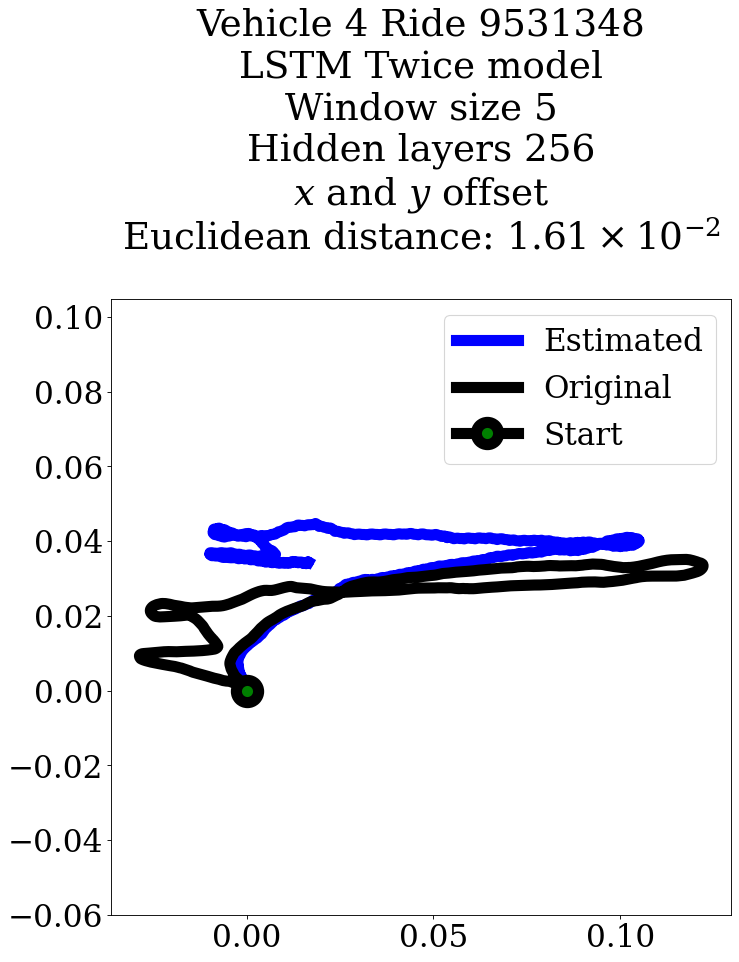 Vehicle 4 Ride 9531348
LSTM Twice model
Window size 5
Hidden layers 256
x and y offset
Euclidean distance: 1.61 × 10⁻²
Estimated
Original
Start
0.10
0.08
0.06
0.04
0.02
0.00
−0.02
−0.04
−0.06
0.00 0.05 0.10